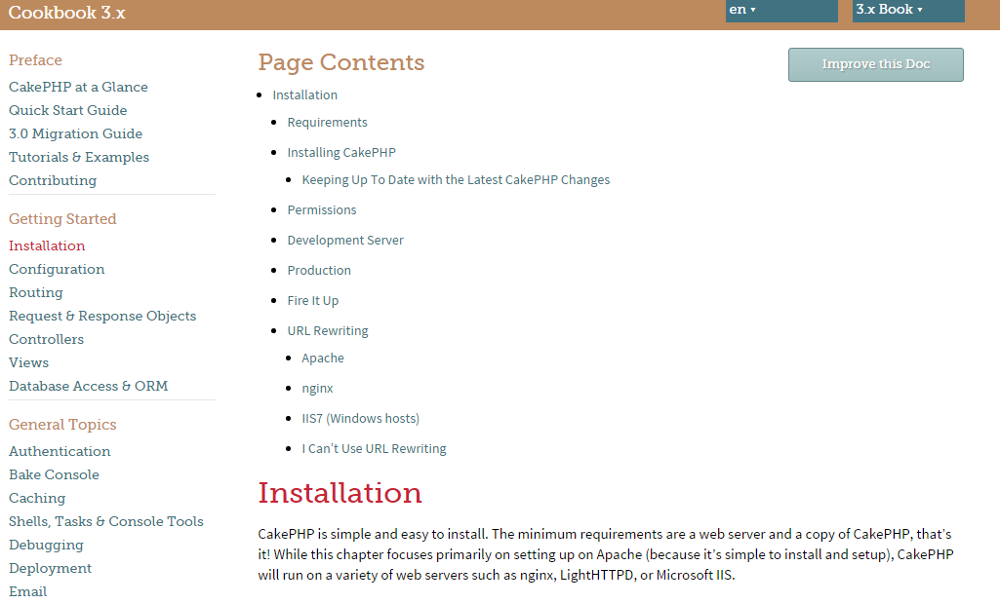 Cookbook 3.x
en ▾
3.x Book ▾
Preface
CakePHP at a Glance
Quick Start Guide
3.0 Migration Guide
Tutorials & Examples
Contributing
Getting Started
Installation
Configuration
Routing
Request & Response Objects
Controllers
Views
Database Access & ORM
General Topics
Authentication
Bake Console
Caching
Shells, Tasks & Console Tools
Debugging
Deployment
Email
Page Contents
Improve this Doc
• Installation
• Requirements
• Installing CakePHP
• Keeping Up To Date with the Latest CakePHP Changes
• Permissions
• Development Server
• Production
• Fire It Up
• URL Rewriting
• Apache
• nginx
• IIS7 (Windows hosts)
• I Can’t Use URL Rewriting
Installation
CakePHP is simple and easy to install. The minimum requirements are a web server and a copy of CakePHP, that’s
it! While this chapter focuses primarily on setting up on Apache (because it’s simple to install and setup), CakePHP
will run on a variety of web servers such as nginx, LightHTTPD, or Microsoft IIS.